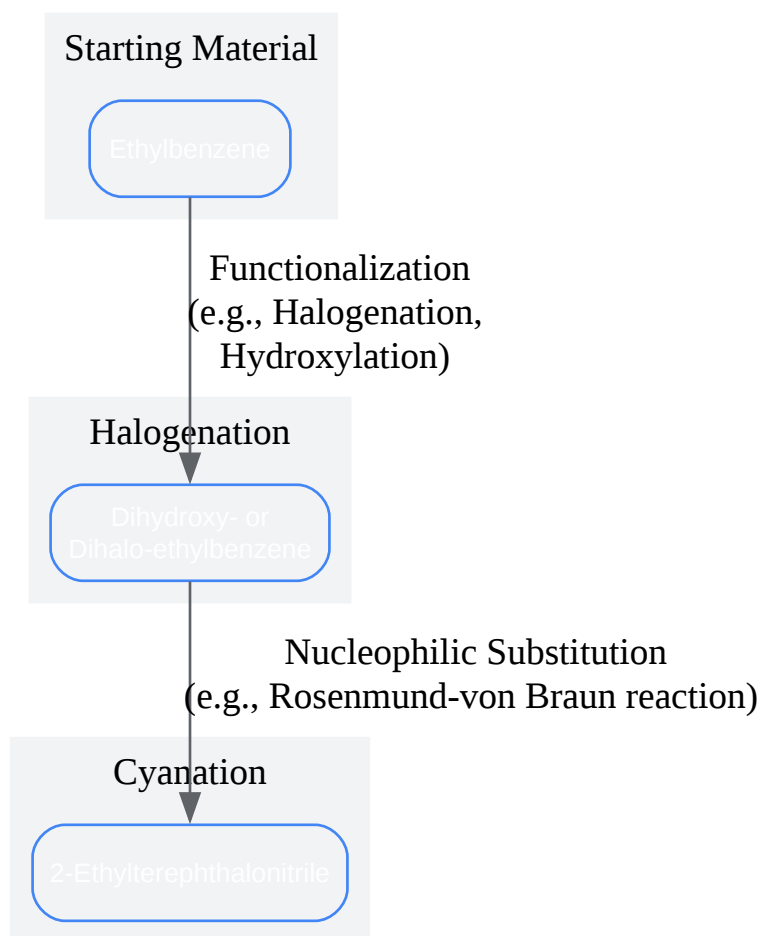 Starting Material
Ethylbenzene
Functionalization
(e.g., Halogenation,
Hydroxylation)
Halogenation
Dihydroxy- or
Dihalo-ethylbenzene
Nucleophilic Substitution
(e.g., Rosenmund-von Braun reaction)
Cyanation
2-Ethylterephthalonitrile